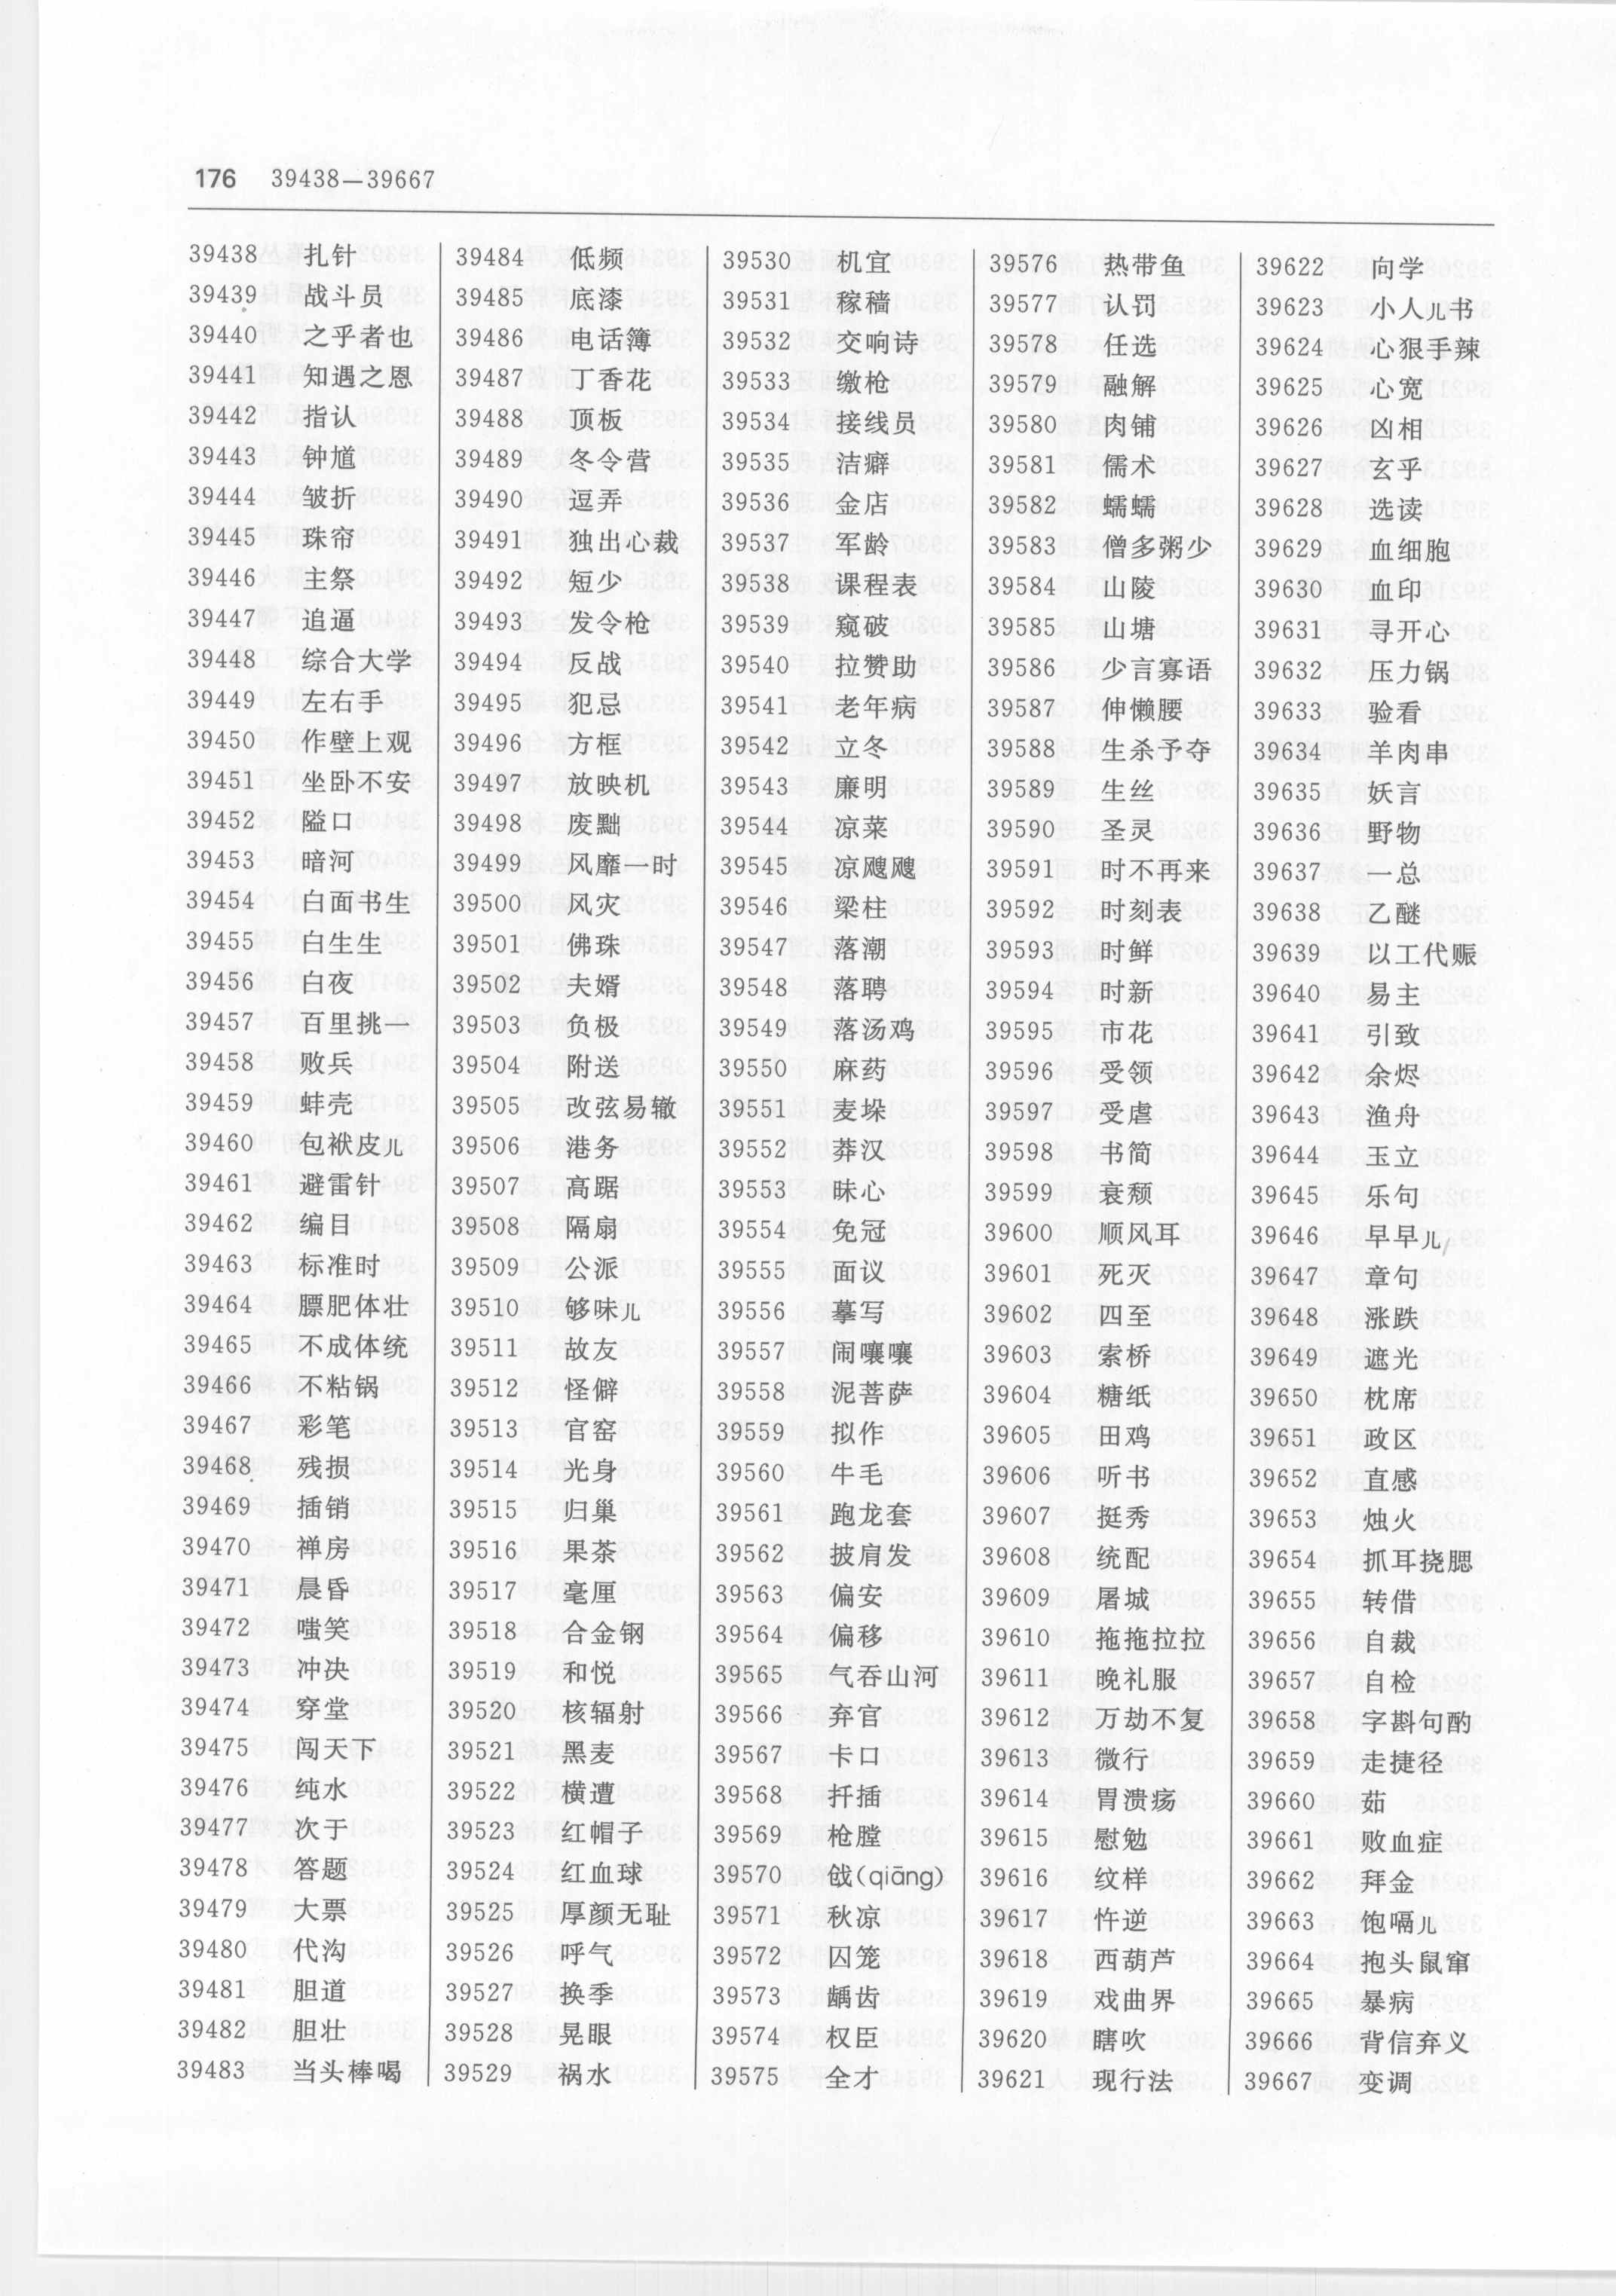 176 39438—39667
39438 扎针
39439 战斗员
39440 之乎者也
39441 知遇之恩
39442 指认
39443 钟馗
39444 皱折
39445 珠帘
39446 主祭
39447 追逼
39448 综合大学
39449 左右手
39450 作壁上观
39451 坐卧不安
39452 隘口
39453 暗河
39454 白面书生
39455 白生生
39456 白夜
39457 百里挑一
39458 败兵
39459 蚌壳
39460 包袱皮儿
39461 避雷针
39462 编目
39463 标准时
39464 膘肥体壮
39465 不成体统
39466 不粘锅
39467 彩笔
39468 残损
39469 插销
39470 禅房
39471 晨昏
39472 嗤笑
39473 冲决
39474 穿堂
39475 闯天下
39476 纯水
39477 次于
39478 答题
39479 大票
39480 代沟
39481 胆道
39482 胆壮
39483 当头棒喝
39484 低频
39485 底漆
39486 电话簿
39487 丁香花
39488 顶板
39489 冬令营
39490 逗弄
39491 独出心裁
39492 短少
39493 发令枪
39494 反战
39495 犯忌
39496 方框
39497 放映机
39498 废黜
39499 风靡一时
39500 风灾
39501 佛珠
39502 夫婿
39503 负极
39504 附送
39505 改弦易辙
39506 港务
39507 高踞
39508 隔扇
39509 公派
39510 够味儿
39511 故友
39512 怪僻
39513 官窑
39514 光身
39515 归巢
39516 果茶
39517 毫厘
39518 合金钢
39519 和悦
39520 核辐射
39521 黑麦
39522 横遭
39523 红帽子
39524 红血球
39525 厚颜无耻
39526 呼气
39527 换季
39528 晃眼
39529 祸水
39530 机宜
39531 稼穑
39532 交响诗
39533 缴枪
39534 接线员
39535 洁癖
39536 金店
39537 军龄
39538 课程表
39539 窥破
39540 拉赞助
39541 老年病
39542 立冬
39543 廉明
39544 凉菜
39545 凉飕飕
39546 梁柱
39547 落潮
39548 落聘
39549 落汤鸡
39550 麻药
39551 麦垛
39552 莽汉
39553 昧心
39554 免冠
39555 面议
39556 摹写
39557 闹嚷嚷
39558 泥菩萨
39559 拟作
39560 牛毛
39561 跑龙套
39562 披肩发
39563 偏安
39564 偏移
39565 气吞山河
39566 弃官
39567 卡口
39568 扦插
39569 枪膛
39570 戗(qiāng)
39571 秋凉
39572 囚笼
39573 龋齿
39574 权臣
39575 全才
39576 热带鱼
39577 认罚
39578 任选
39579 融解
39580 肉铺
39581 儒术
39582 蠕蠕
39583 僧多粥少
39584 山陵
39585 山塘
39586 少言寡语
39587 伸懒腰
39588 生杀予夺
39589 生丝
39590 圣灵
39591 时不再来
39592 时刻表
39593 时鲜
39594 时新
39595 市花
39596 受领
39597 受虐
39598 书简
39599 衰颓
39600 顺风耳
39601 死灭
39602 四至
39603 索桥
39604 糖纸
39605 田鸡
39606 听书
39607 挺秀
39608 统配
39609 屠城
39610 拖拖拉拉
39611 晚礼服
39612 万劫不复
39613 微行
39614 胃溃疡
39615 慰勉
39616 纹样
39617 忤逆
39618 西葫芦
39619 戏曲界
39620 瞎吹
39621 现行法
39622 向学
39623 小人儿书
39624 心狠手辣
39625 心宽
39626 凶相
39627 玄乎
39628 选读
39629 血细胞
39630 血印
39631 寻开心
39632 压力锅
39633 验看
39634 羊肉串
39635 妖言
39636 野物
39637 一总
39638 乙醚
39639 以工代赈
39640 易主
39641 引致
39642 余烬
39643 渔舟
39644 玉立
39645 乐句
39646 早早儿
39647 章句
39648 涨跌
39649 遮光
39650 枕席
39651 政区
39652 直感
39653 烛火
39654 抓耳挠腮
39655 转借
39656 自裁
39657 自检
39658 字斟句酌
39659 走捷径
39660 茹
39661 败血症
39662 拜金
39663 饱嗝儿
39664 抱头鼠窜
39665 暴病
39666 背信弃义
39667 变调